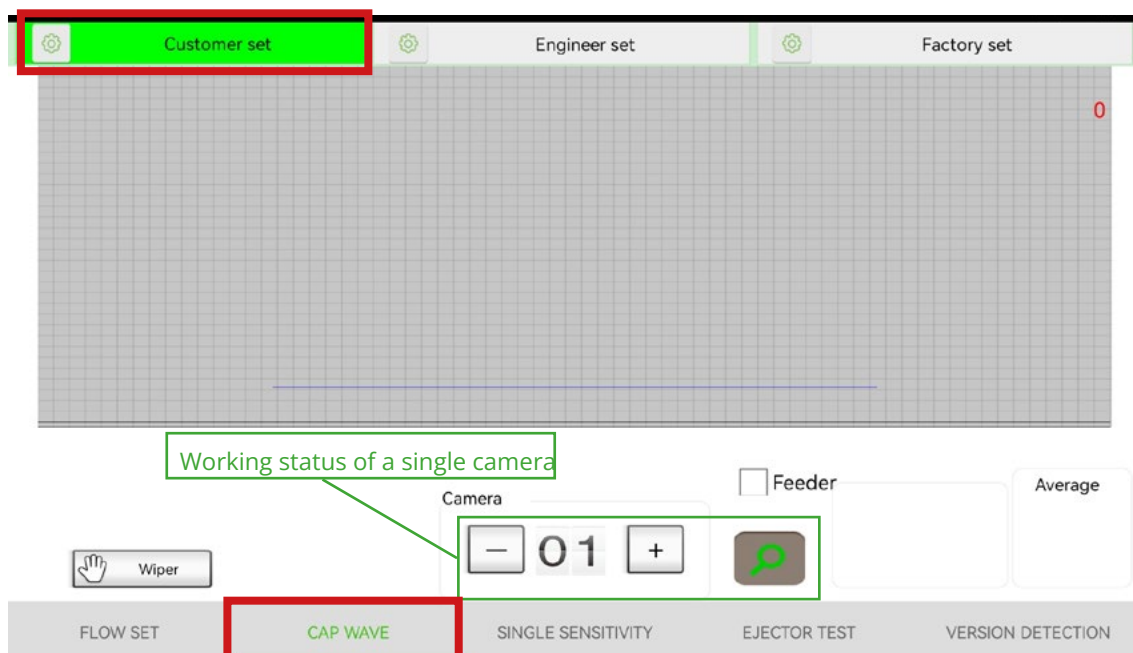 Customer set
Engineer set
Factory set
0
Working status of a single camera
Feeder
Average
Camera
— 01 +
Wiper
FLOW SET
CAP WAVE
SINGLE SENSITIVITY
EJECTOR TEST
VERSION DETECTION